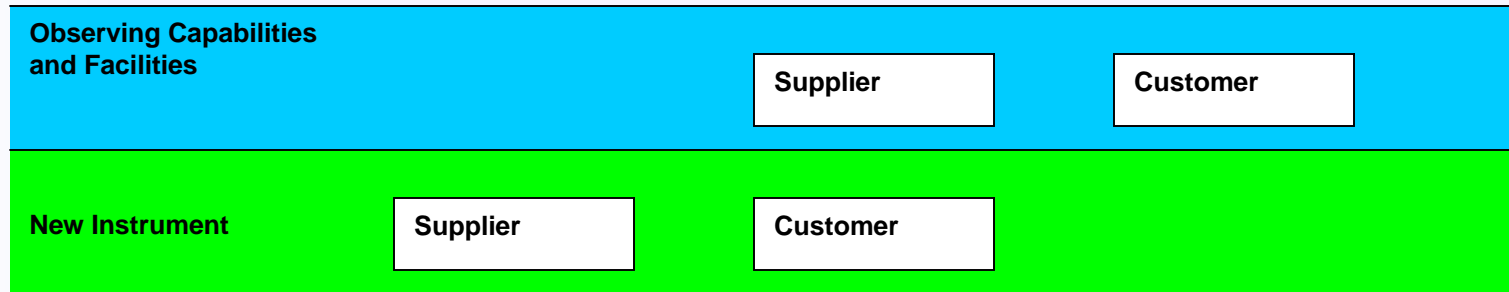 Observing Capabilities
and Facilities
Supplier
Customer
New Instrument
Supplier
Customer